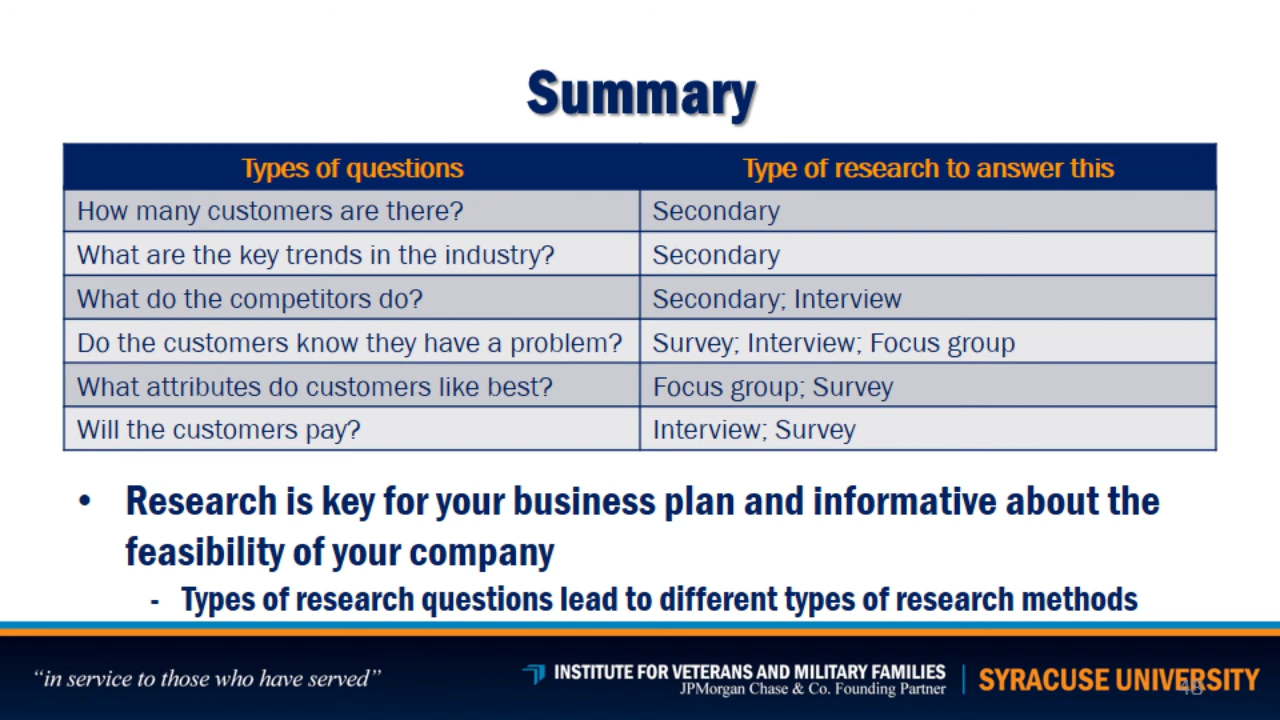 Summary
Types of questions Type of research to answer this
How many customers are there? Secondary
What are the key trends in the industry? Secondary
What do the competitors do? Secondary; Interview
Do the customers know they have a problem? Survey; Interview; Focus group
What attributes do customers like best? Focus group; Survey
Will the customers pay? Interview; Survey
• Research is key for your business plan and informative about the
feasibility of your company
- Types of research questions lead to different types of research methods
“in service to those who have served”
INSTITUTE FOR VETERANS AND MILITARY FAMILIES
JPMorgan Chase & Co. Founding Partner
SYRACUSE UNIVERSITY